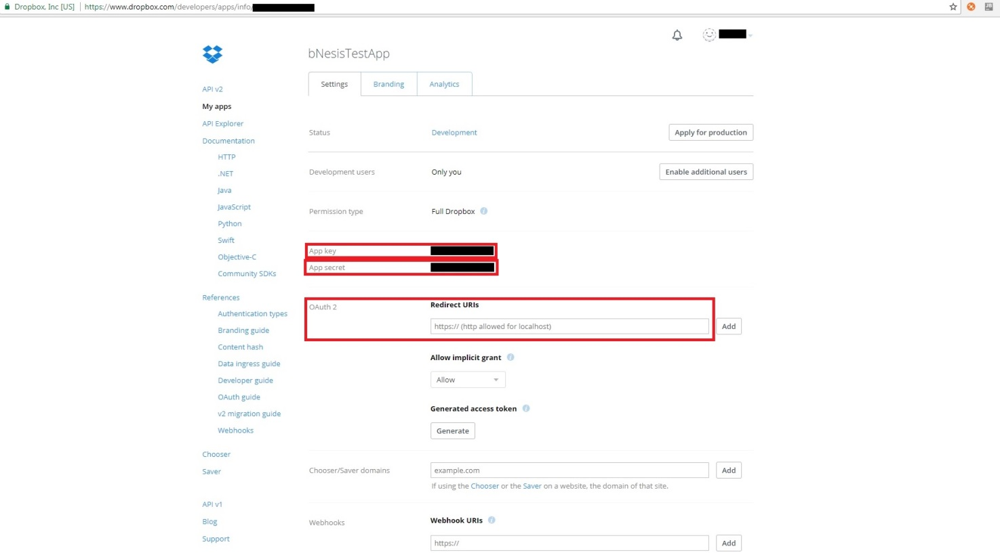 Dropbox, Inc [US] https://www.dropbox.com/developers/apps/info/
bNesisTestApp
Settings
Branding
Analytics
API v2
My apps
API Explorer
Documentation
HTTP
.NET
Java
JavaScript
Python
Swift
Objective-C
Community SDKs
References
Authentication types
Branding guide
Content hash
Data ingress guide
Developer guide
OAuth guide
v2 migration guide
Webhooks
Chooser
Saver
API v1
Blog
Support
Status Development Apply for production
Development users Only you Enable additional users
Permission type Full Dropbox
App key
App secret
OAuth 2 Redirect URIs
https:// (http allowed for localhost) Add
Allow implicit grant
Allow
Generated access token
Generate
Chooser/Saver domains example.com Add
If using the Chooser or the Saver on a website, the domain of that site.
Webhooks Webhook URIs
https:// Add